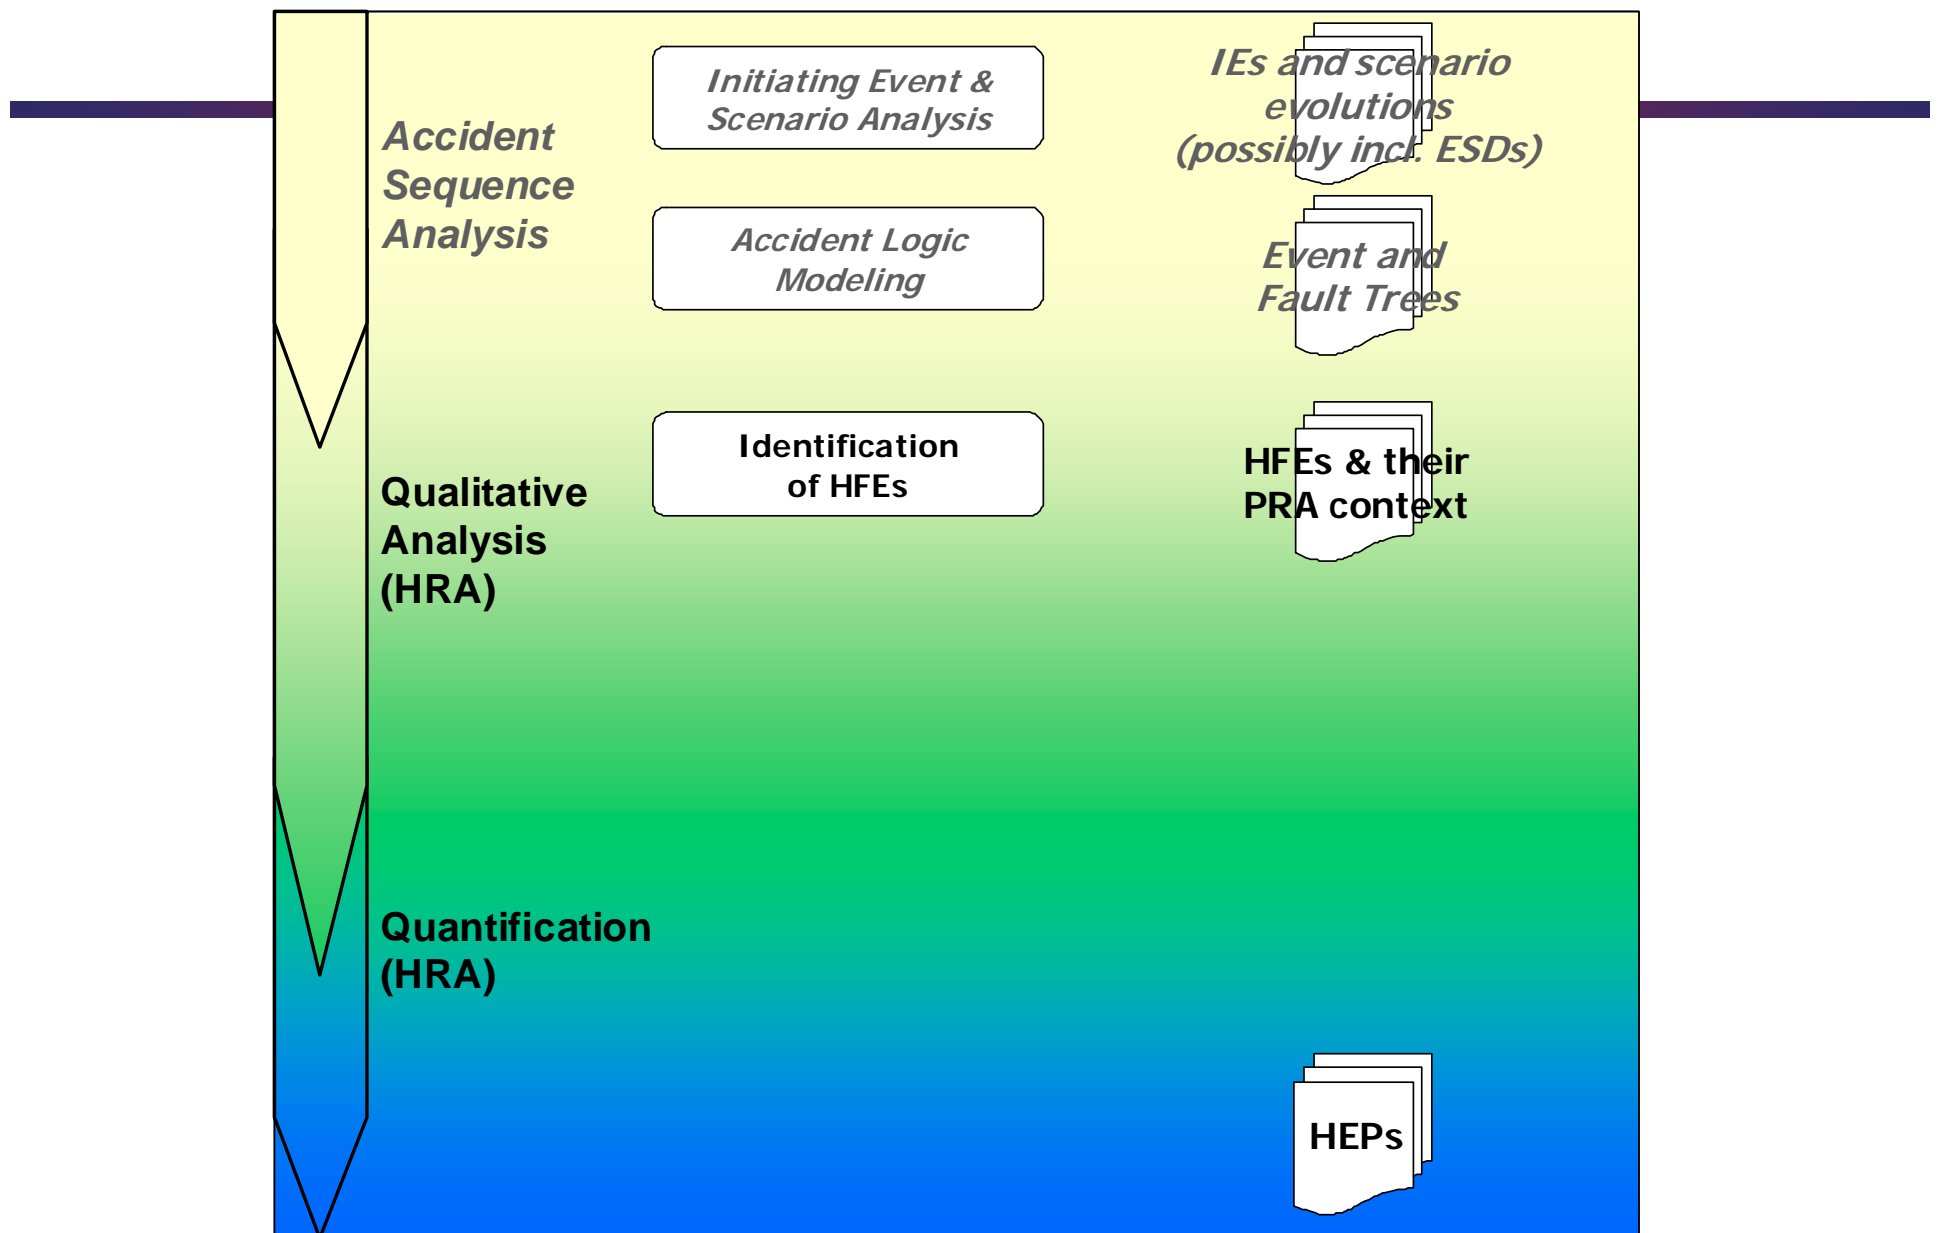 Accident
Sequence
Analysis
Initiating Event &
Scenario Analysis
IEs and scenario
evolutions
(possibly incl. ESDs)
Accident Logic
Modeling
Event and
Fault Trees
Qualitative
Analysis
(HRA)
Identification
of HFEs
HFEs & their
PRA context
Quantification
(HRA)
HEPs